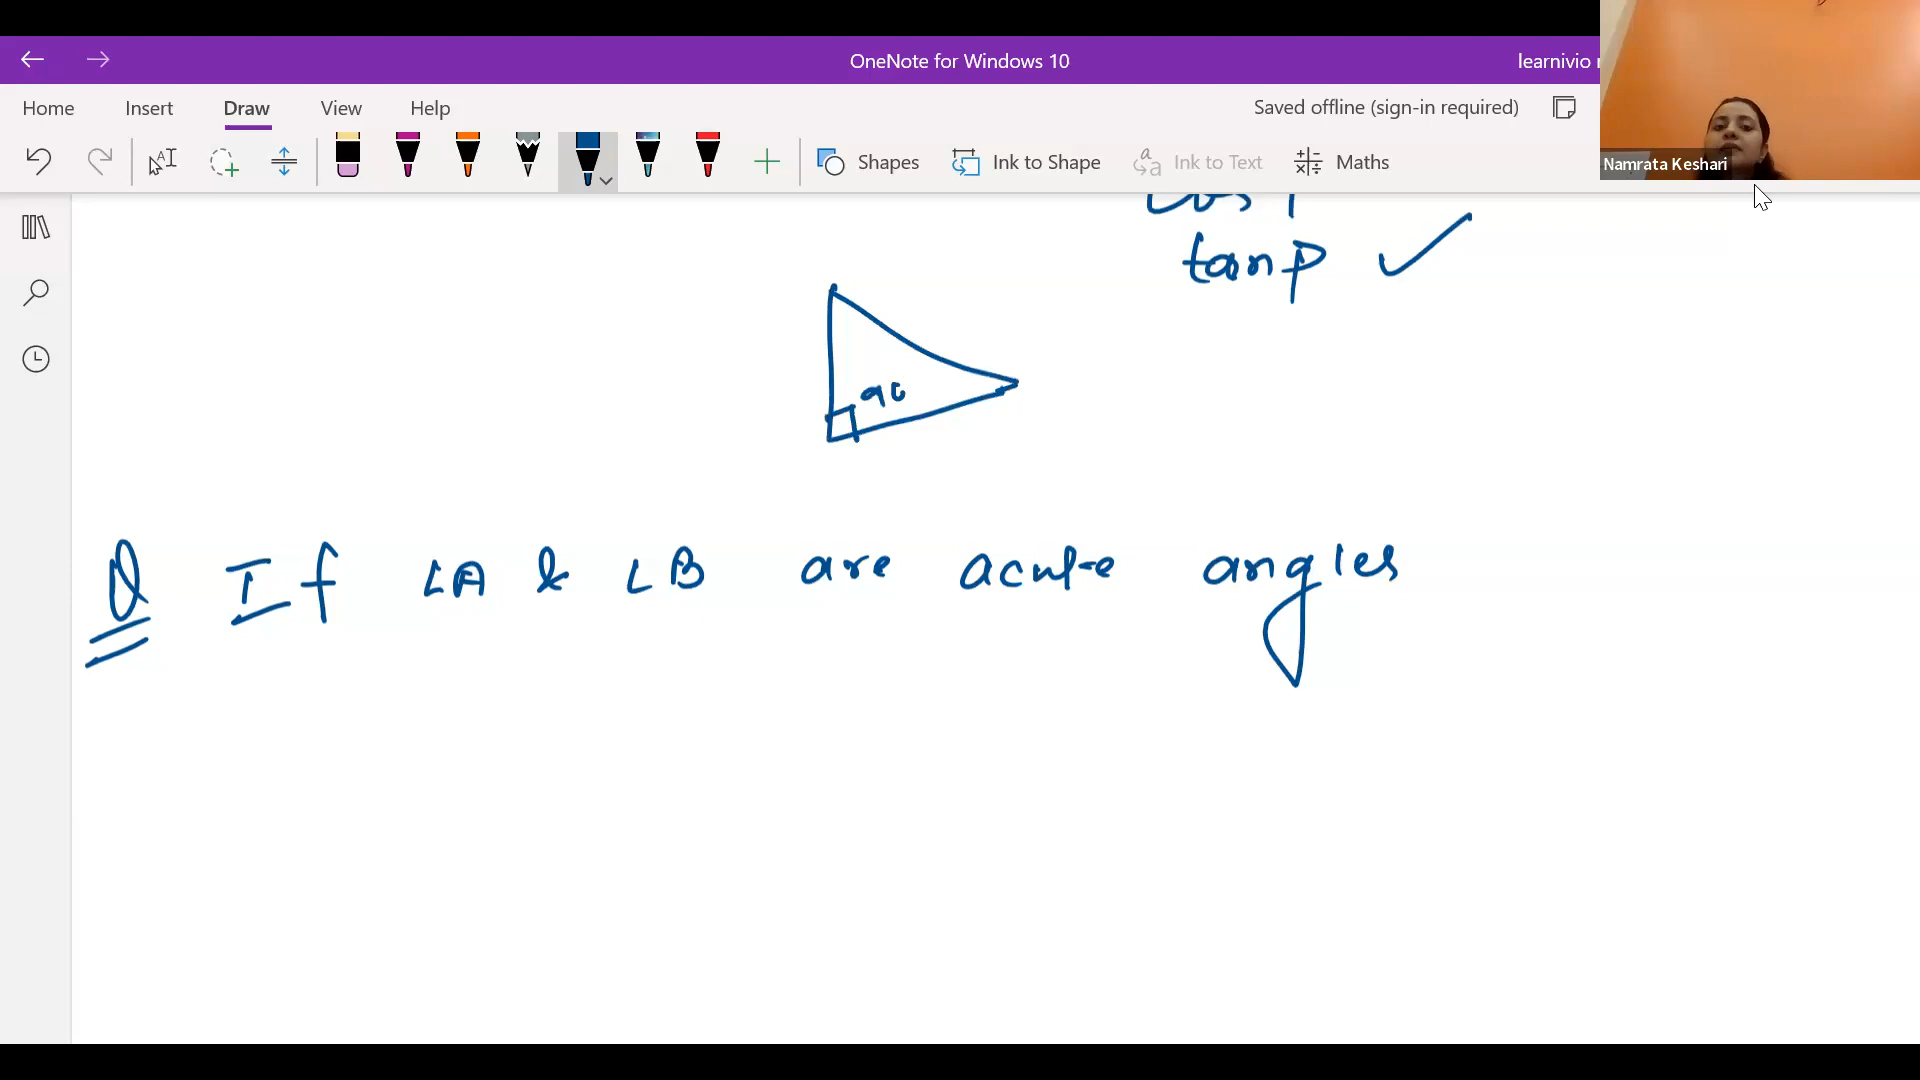 OneNote for Windows 10
learnivio
Home Insert Draw View Help
Saved offline (sign-in required)
Shapes Ink to Shape Ink to Text Maths
Namrata Keshari
tan P ✓
90
Q If ∠A & ∠B are acute angles